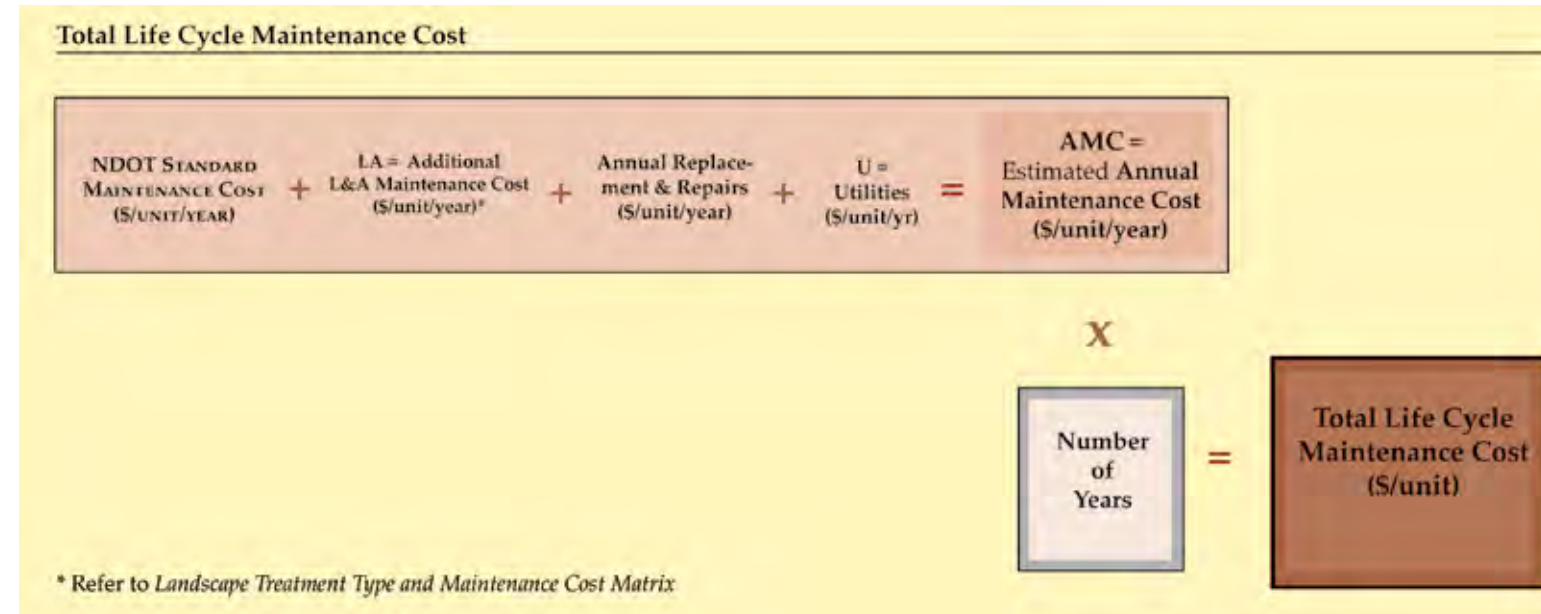 Total Life Cycle Maintenance Cost
NDOT STANDARD
MAINTENANCE COST
($/UNIT/YEAR)
+
LA = Additional
L&A Maintenance Cost
($/unit/year)*
+
Annual Replace-
ment & Repairs
($/unit/year)
+
U =
Utilities
($/unit/yr)
=
AMC =
Estimated Annual
Maintenance Cost
($/unit/year)
X
Number
of
Years
=
Total Life Cycle
Maintenance Cost
($/unit)
* Refer to Landscape Treatment Type and Maintenance Cost Matrix